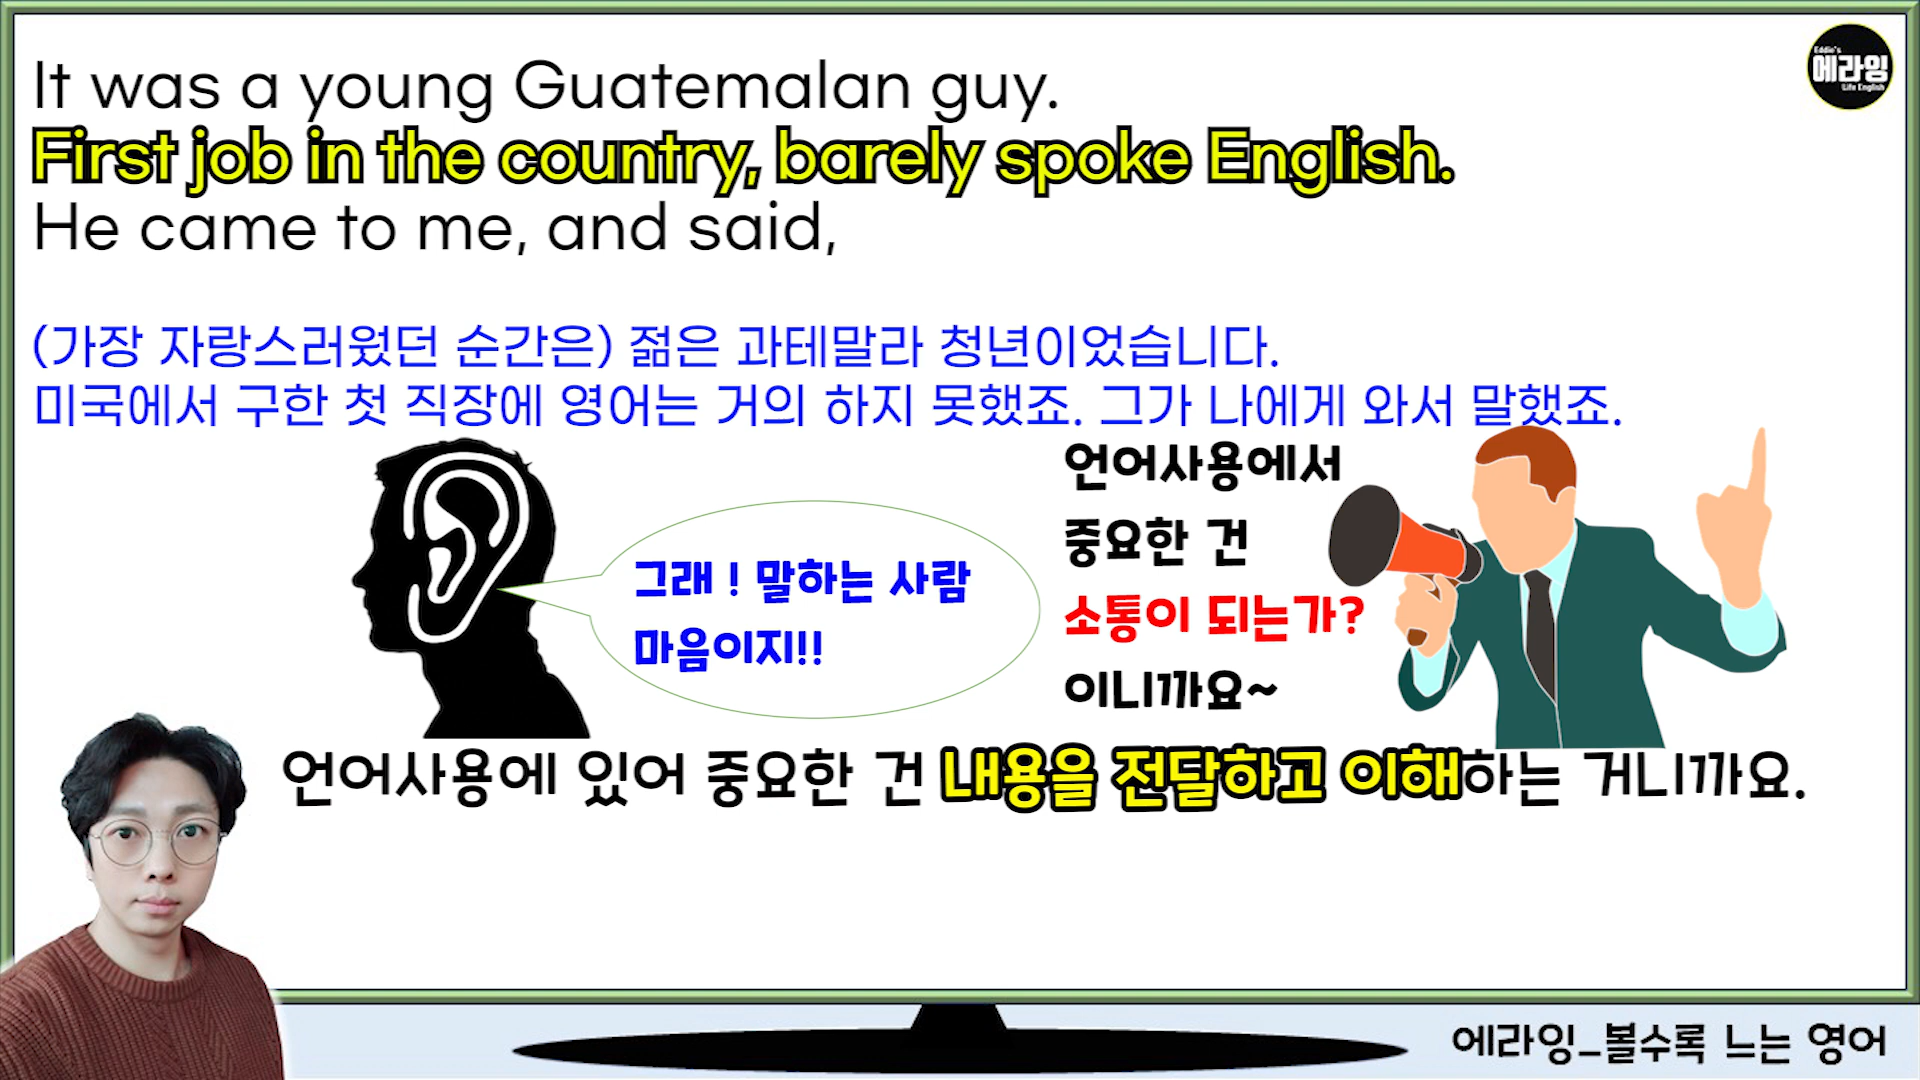 Eddie's
에라잉
Life English
It was a young Guatemalan guy.
First job in the country, barely spoke English.
He came to me, and said,
(가장 자랑스러웠던 순간은) 젊은 과테말라 청년이었습니다.
미국에서 구한 첫 직장에 영어는 거의 하지 못했죠. 그가 나에게 와서 말했죠.
그래 ! 말하는 사람
마음이지!!
언어사용에서
중요한 건
소통이 되는가?
이니까요~
언어사용에 있어 중요한 건 내용을 전달하고 이해하는 거니까요.
에라잉_볼수록 느는 영어